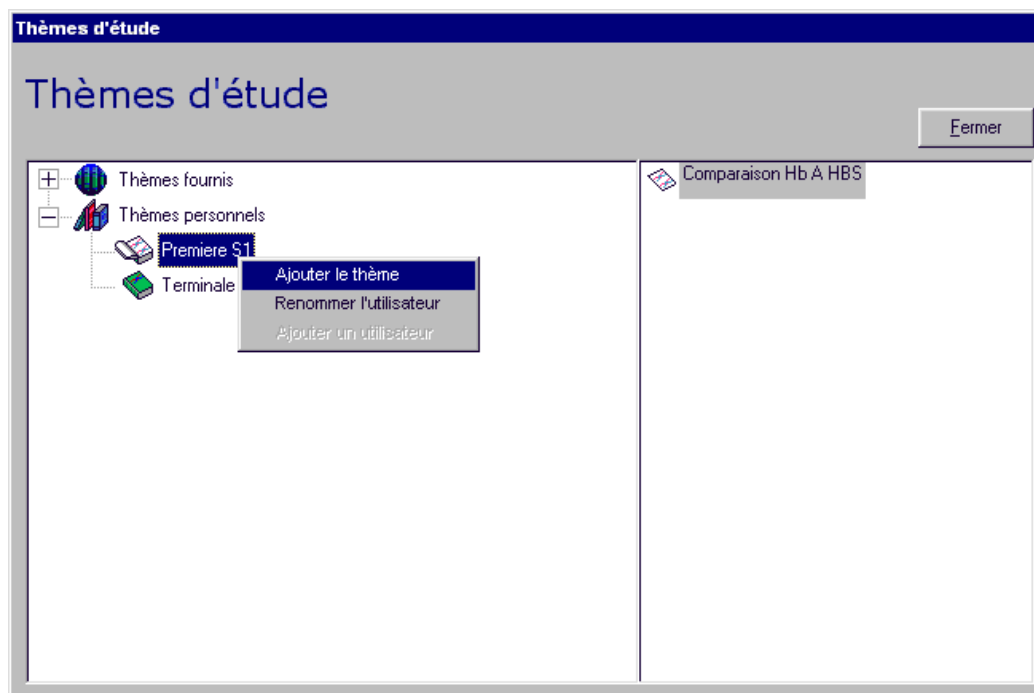 Thèmes d'étude
Thèmes d'étude
Fermer
Thèmes fournis
Thèmes personnels
Premiere S1
Terminale
Ajouter le thème
Renommer l'utilisateur
Ajouter un utilisateur
Comparaison Hb A HBS